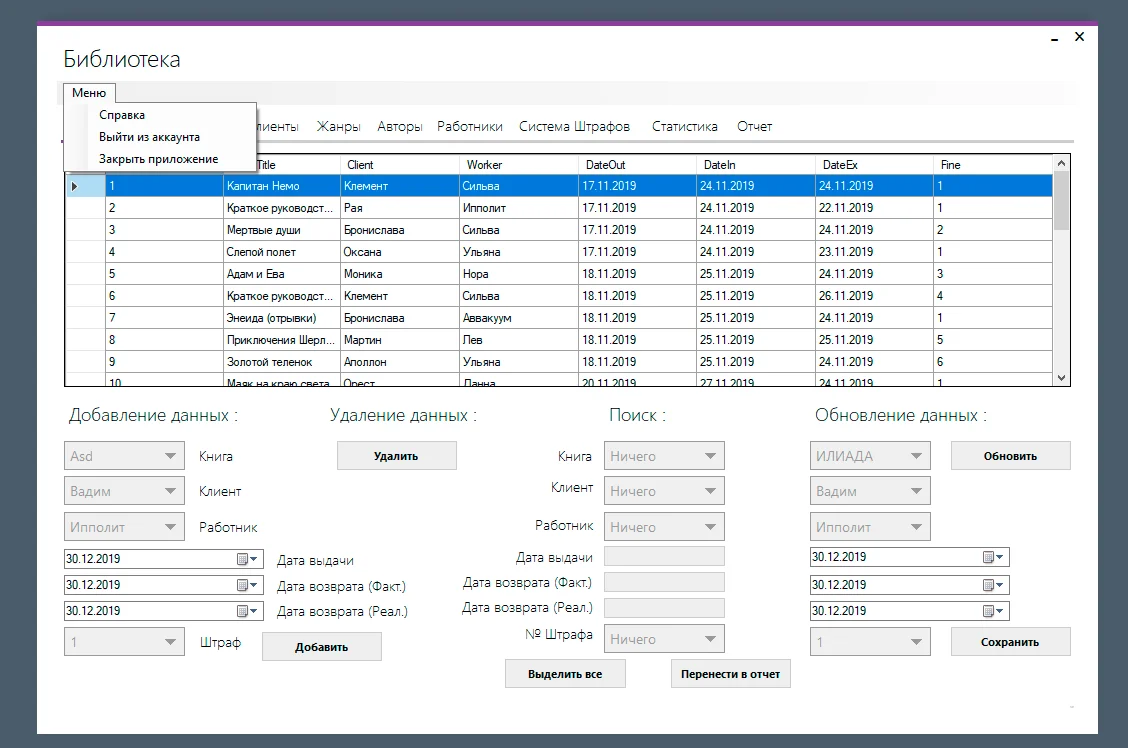 Библиотека
Меню
Справка
Выйти из аккаунта
Закрыть приложение
Жанры Авторы Работники Система Штрафов Статистика Отчет
Client Worker DateOut DateIn DateEx Fine
1 Капитан Немо Клемент Сильва 17.11.2019 24.11.2019 24.11.2019 1
2 Краткое руководст... Рая Ипполит 17.11.2019 24.11.2019 22.11.2019 1
3 Мертвые души Бронислава Сильва 17.11.2019 24.11.2019 24.11.2019 2
4 Слепой полет Оксана Ульяна 17.11.2019 24.11.2019 23.11.2019 1
5 Адам и Ева Моника Нора 18.11.2019 25.11.2019 24.11.2019 3
6 Краткое руководст... Клемент Сильва 18.11.2019 25.11.2019 26.11.2019 4
7 Энеида (отрывки) Бронислава Аввакуум 18.11.2019 25.11.2019 24.11.2019 1
8 Приключения Шерл... Мартин Лев 18.11.2019 25.11.2019 25.11.2019 5
9 Золотой теленок Аполлон Ульяна 18.11.2019 25.11.2019 24.11.2019 6
10 Маяк на краю света Орест 20.11.2019 27.11.2019 24.11.2019 1
Добавление данных : Удаление данных : Поиск : Обновление данных :
Asd Книга Удалить Книга Ничего ИЛИАДА Обновить
Вадим Клиент Клиент Ничего Вадим
Ипполит Работник Работник Ничего Ипполит
30.12.2019 Дата выдачи Дата выдачи 30.12.2019
30.12.2019 Дата возврата (Факт.) Дата возврата (Факт.) 30.12.2019
30.12.2019 Дата возврата (Реал.) Дата возврата (Реал.) 30.12.2019
1 Штраф Добавить № Штрафа Ничего 1 Сохранить
Выделить все Перенести в отчет